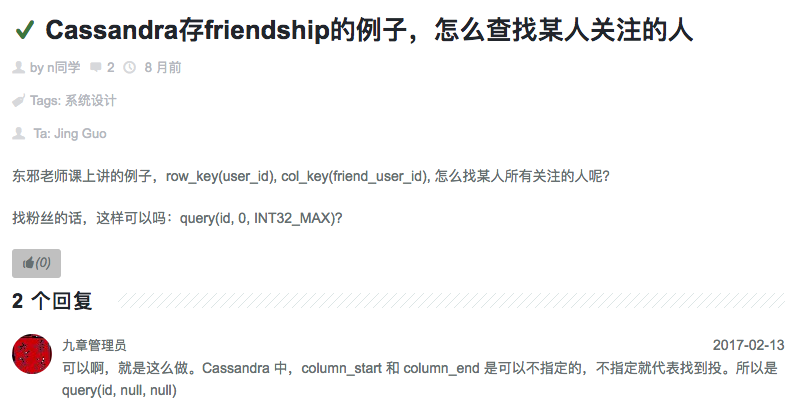 Cassandra存friendship的例子，怎么查找某人关注的人
by n同学 2 8 月前
Tags: 系统设计
Ta: Jing Guo
东邪老师课上讲的例子，row_key(user_id), col_key(friend_user_id), 怎么找某人所有关注的人呢?
找粉丝的话，这样可以吗：query(id, 0, INT32_MAX)?
(0)
2 个回复
九章管理员 2017-02-13
可以啊，就是这么做。Cassandra 中，column_start 和 column_end 是可以不指定的，不指定就代表找到投。所以是
query(id, null, null)